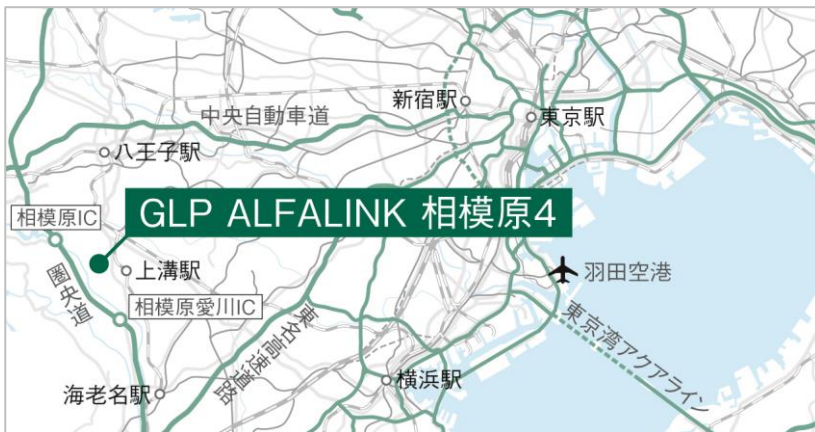 新宿駅
東京駅
中央自動車道
八王子駅
GLP ALFALINK 相模原4
相模原IC
上溝駅
羽田空港
圏央道
相模原愛川IC
東名高速道路
東京湾アクアライン
横浜駅
海老名駅